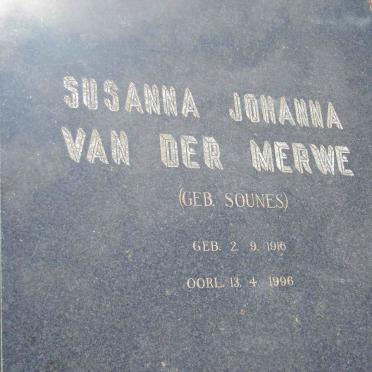 SUSANNA JOHANNA
VAN DER MERWE
(GEB. SOUNES)
GEB. 2. 9. 1916
OORL. 13. 4. 1996